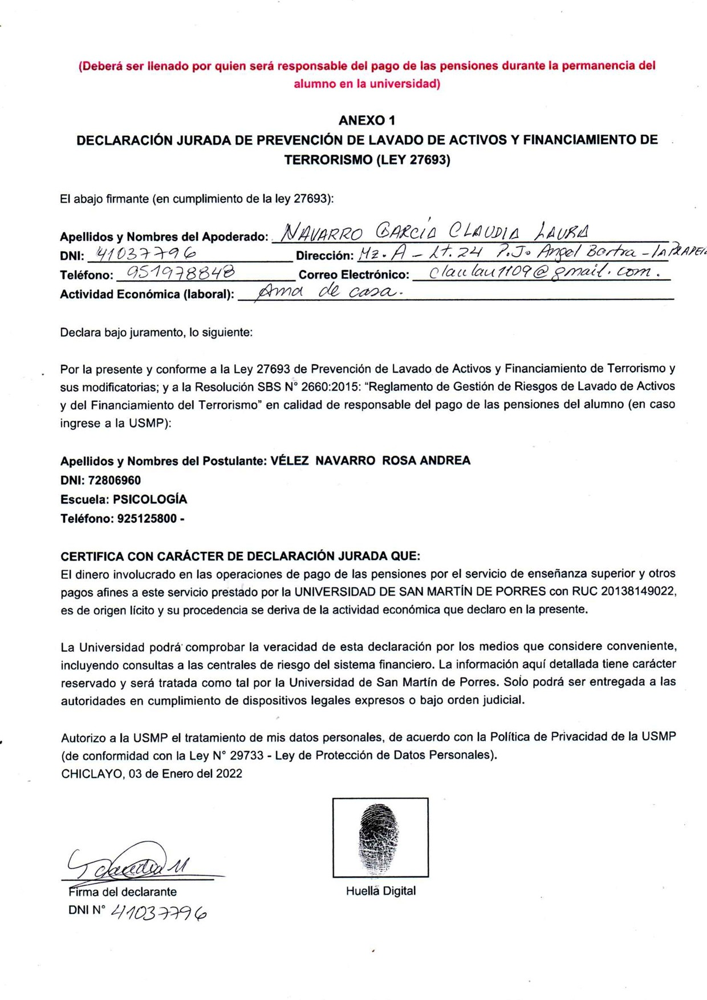 (Deberá ser llenado por quien será responsable del pago de las pensiones durante la permanencia del
alumno en la universidad)
ANEXO 1
DECLARACIÓN JURADA DE PREVENCIÓN DE LAVADO DE ACTIVOS Y FINANCIAMIENTO DE
TERRORISMO (LEY 27693)
El abajo firmante (en cumplimiento de la ley 27693):
Apellidos y Nombres del Apoderado: NAVARRO GARCÍA CLAUDIA LAURA
DNI: 41037796 Dirección: Mz. A - Lt. 24 P.J. Angel Bartra -
Teléfono: 951978848 Correo Electrónico: claulau1109@gmail.com.
Actividad Económica (laboral): Ama de casa.
Declara bajo juramento, lo siguiente:
Por la presente y conforme a la Ley 27693 de Prevención de Lavado de Activos y Financiamiento de Terrorismo y
sus modificatorias; y a la Resolución SBS N° 2660:2015: “Reglamento de Gestión de Riesgos de Lavado de Activos
y del Financiamiento del Terrorismo” en calidad de responsable del pago de las pensiones del alumno (en caso
ingrese a la USMP):
Apellidos y Nombres del Postulante: VÉLEZ NAVARRO ROSA ANDREA
DNI: 72806960
Escuela: PSICOLOGÍA
Teléfono: 925125800 -
CERTIFICA CON CARÁCTER DE DECLARACIÓN JURADA QUE:
El dinero involucrado en las operaciones de pago de las pensiones por el servicio de enseñanza superior y otros
pagos afines a este servicio prestado por la UNIVERSIDAD DE SAN MARTÍN DE PORRES con RUC 20138149022,
es de origen lícito y su procedencia se deriva de la actividad económica que declaro en la presente.
La Universidad podrá comprobar la veracidad de esta declaración por los medios que considere conveniente,
incluyendo consultas a las centrales de riesgo del sistema financiero. La información aquí detallada tiene carácter
reservado y será tratada como tal por la Universidad de San Martín de Porres. Solo podrá ser entregada a las
autoridades en cumplimiento de dispositivos legales expresos o bajo orden judicial.
Autorizo a la USMP el tratamiento de mis datos personales, de acuerdo con la Política de Privacidad de la USMP
(de conformidad con la Ley N° 29733 - Ley de Protección de Datos Personales).
CHICLAYO, 03 de Enero del 2022
Firma del declarante
Huella Digital
DNI N° 41037796